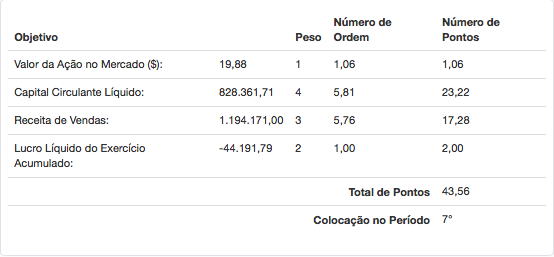 Objetivo Peso Número de Ordem Número de Pontos
Valor da Ação no Mercado ($): 19,88 1 1,06 1,06
Capital Circulante Líquido: 828.361,71 4 5,81 23,22
Receita de Vendas: 1.194.171,00 3 5,76 17,28
Lucro Líquido do Exercício -44.191,79 2 1,00 2,00
Acumulado:
Total de Pontos 43,56
Colocação no Período 7°